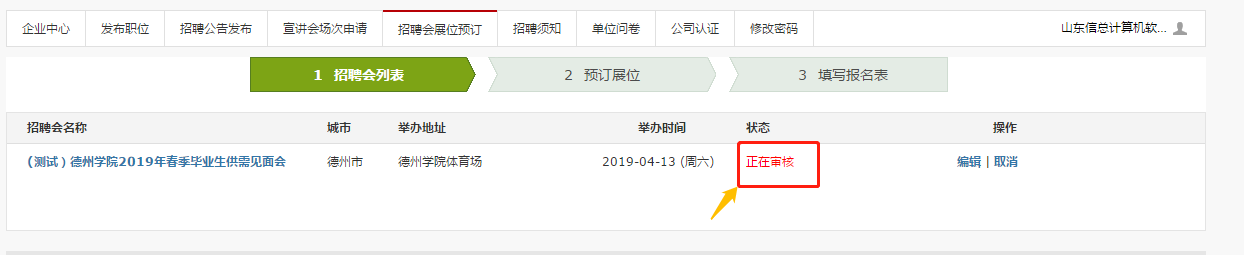 企业中心 发布职位 招聘公告发布 宣讲会场次申请 招聘会展位预订 招聘须知 单位问卷 公司认证 修改密码 山东信总计算机软...
1 招聘会列表 2 预订展位 3 填写报名表
招聘会名称 城市 举办地址 举办时间 状态 操作
(测试) 德州学院2019年春季毕业生供需见面会 德州市 德州学院体育场 2019-04-13 (周六) 正在审核 编辑 | 取消